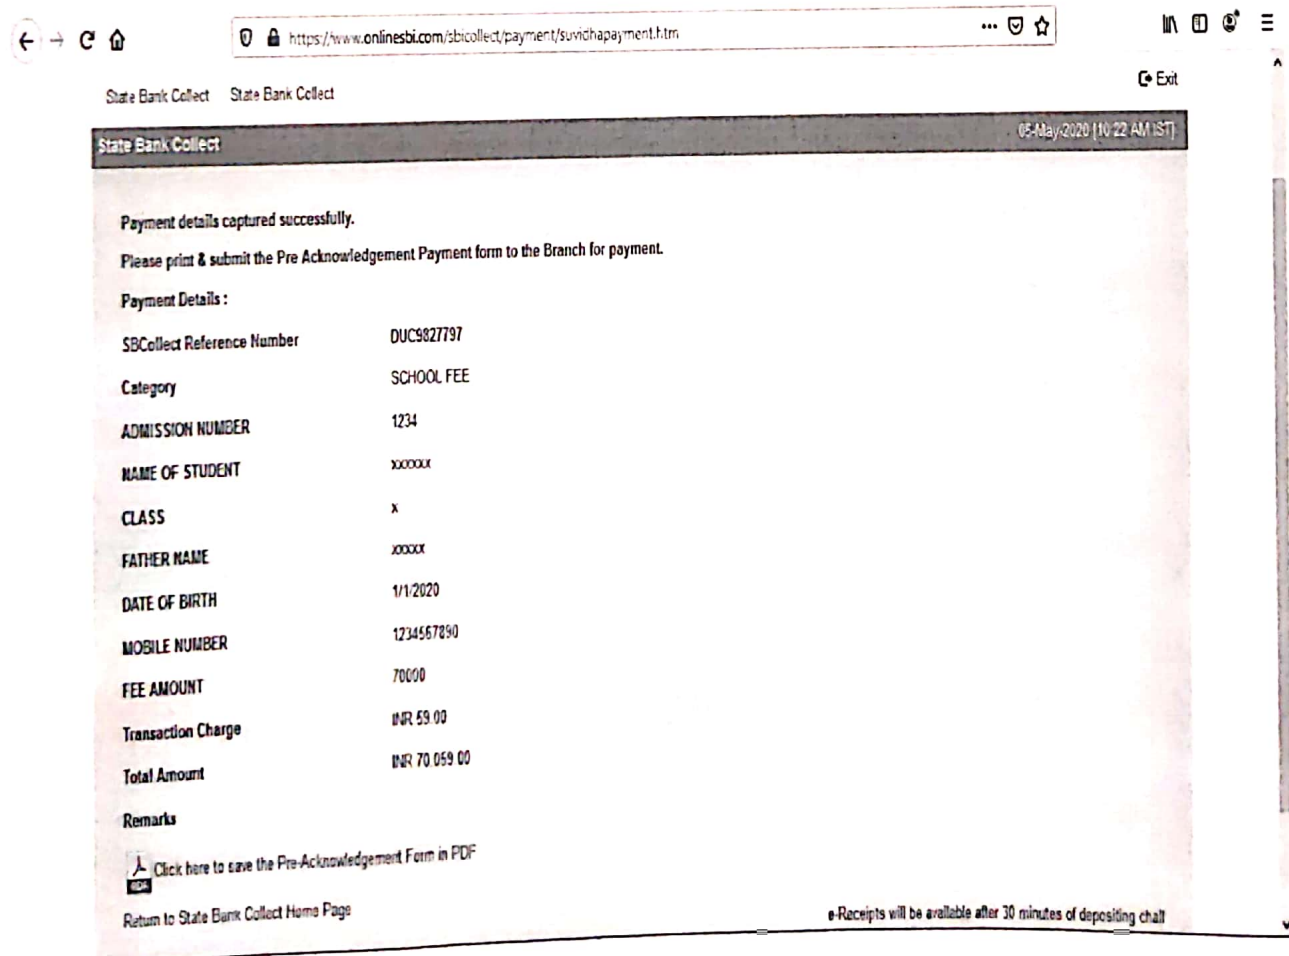 https://www.onlinesbi.com/sbicollect/payment/suvidhapayment.htm
Exit
State Bank Collect State Bank Collect
State Bank Collect 05-May-2020 [10:22 AM IST]
Payment details captured successfully.
Please print & submit the Pre Acknowledgement Payment form to the Branch for payment.
Payment Details :
SBCollect Reference Number DUC9827797
Category SCHOOL FEE
ADMISSION NUMBER 1234
NAME OF STUDENT xxxxxx
CLASS x
FATHER NAME xxxxx
DATE OF BIRTH 1/1/2020
MOBILE NUMBER 1234567890
FEE AMOUNT 70000
Transaction Charge INR 59.00
Total Amount INR 70,059.00
Remarks
Click here to save the Pre-Acknowledgement Form in PDF
Return to State Bank Collect Home Page
e-Receipts will be available after 30 minutes of depositing chall